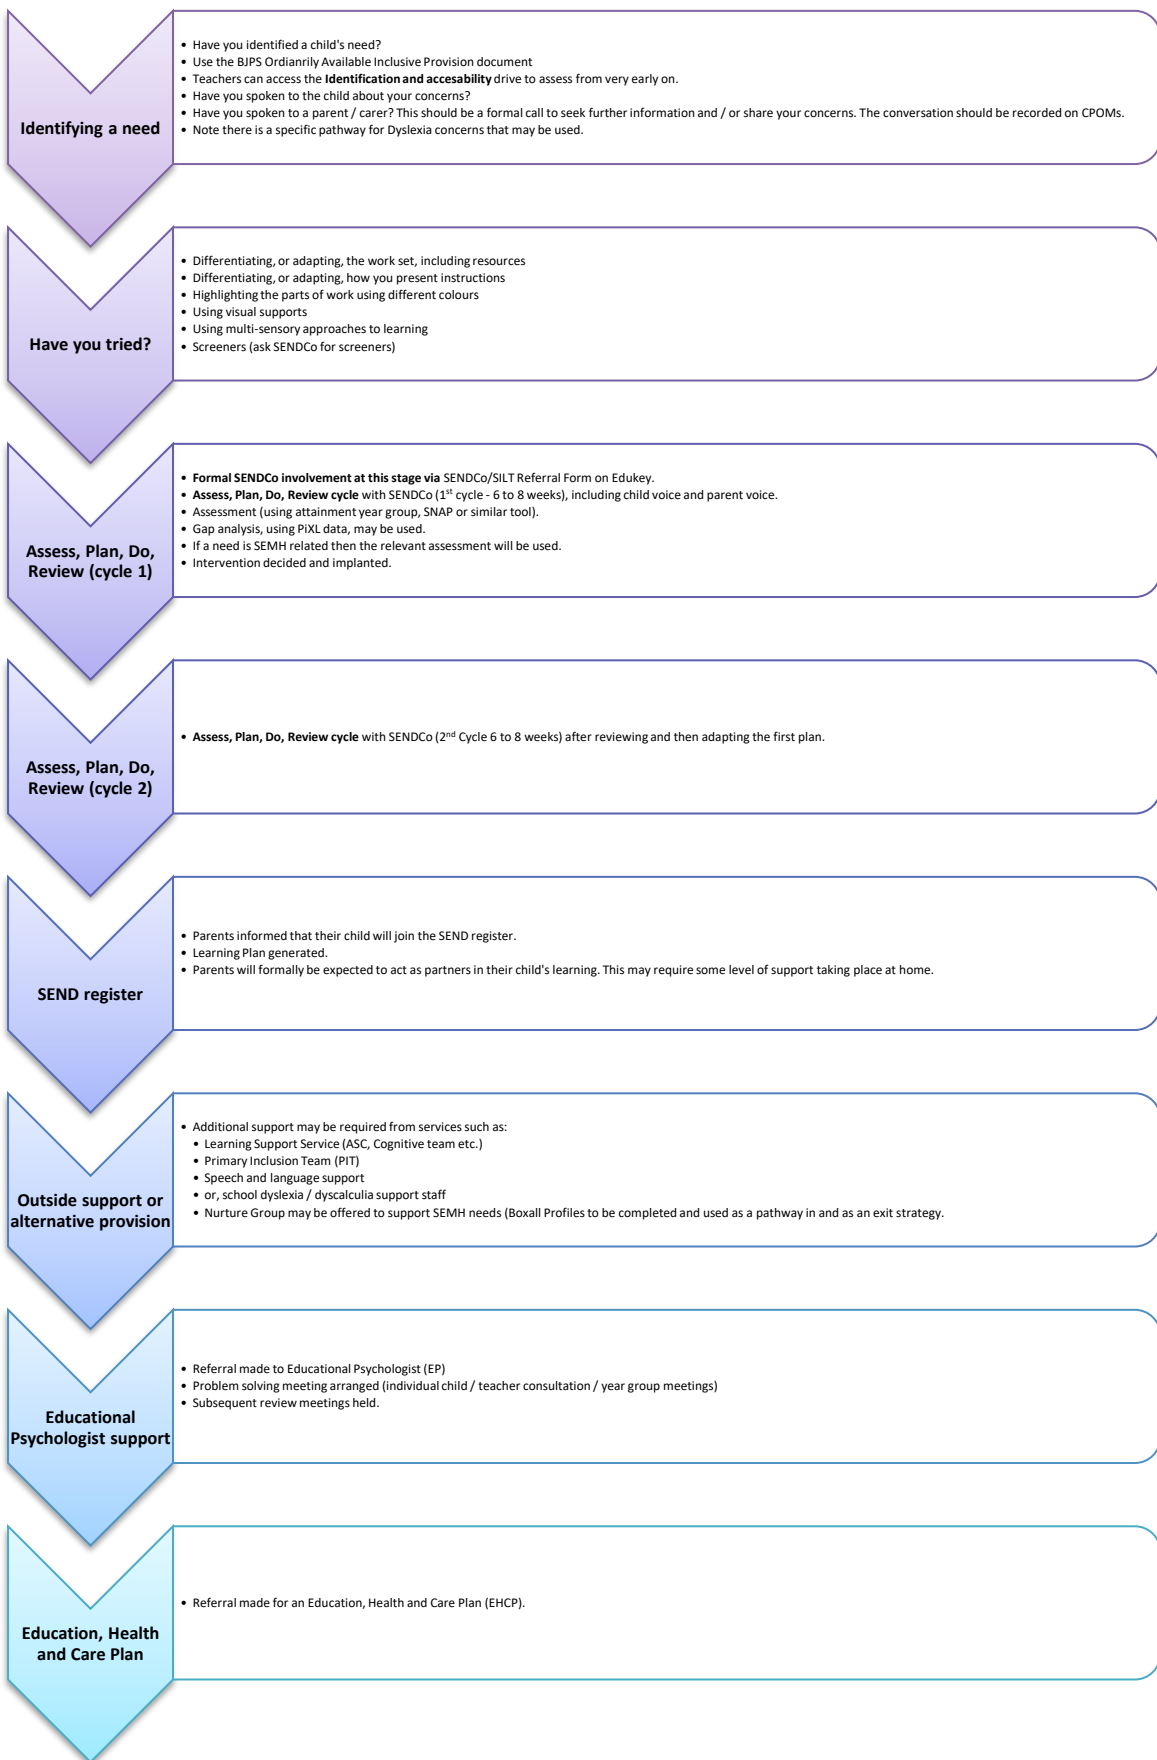 Identifying a need
• Have you identified a child's need?
• Use the BJPS Ordianrily Available Inclusive Provision document
• Teachers can access the Identification and accesability drive to assess from very early on.
• Have you spoken to the child about your concerns?
• Have you spoken to a parent / carer? This should be a formal call to seek further information and / or share your concerns. The conversation should be recorded on CPOMs.
• Note there is a specific pathway for Dyslexia concerns that may be used.
Have you tried?
• Differentiating, or adapting, the work set, including resources
• Differentiating, or adapting, how you present instructions
• Highlighting the parts of work using different colours
• Using visual supports
• Using multi-sensory approaches to learning
• Screeners (ask SENDCo for screeners)
Assess, Plan, Do,
Review (cycle 1)
• Formal SENDCo involvement at this stage via SENDCo/SILT Referral Form on Edukey.
• Assess, Plan, Do, Review cycle with SENDCo (1st cycle - 6 to 8 weeks), including child voice and parent voice.
• Assessment (using attainment year group, SNAP or similar tool).
• Gap analysis, using PiXL data, may be used.
• If a need is SEMH related then the relevant assessment will be used.
• Intervention decided and implanted.
Assess, Plan, Do,
Review (cycle 2)
• Assess, Plan, Do, Review cycle with SENDCo (2nd Cycle 6 to 8 weeks) after reviewing and then adapting the first plan.
SEND register
• Parents informed that their child will join the SEND register.
• Learning Plan generated.
• Parents will formally be expected to act as partners in their child's learning. This may require some level of support taking place at home.
Outside support or
alternative provision
• Additional support may be required from services such as:
• Learning Support Service (ASC, Cognitive team etc.)
• Primary Inclusion Team (PIT)
• Speech and language support
• or, school dyslexia / dyscalculia support staff
• Nurture Group may be offered to support SEMH needs (Boxall Profiles to be completed and used as a pathway in and as an exit strategy.
Educational
Psychologist support
• Referral made to Educational Psychologist (EP)
• Problem solving meeting arranged (individual child / teacher consultation / year group meetings)
• Subsequent review meetings held.
Education, Health
and Care Plan
• Referral made for an Education, Health and Care Plan (EHCP).